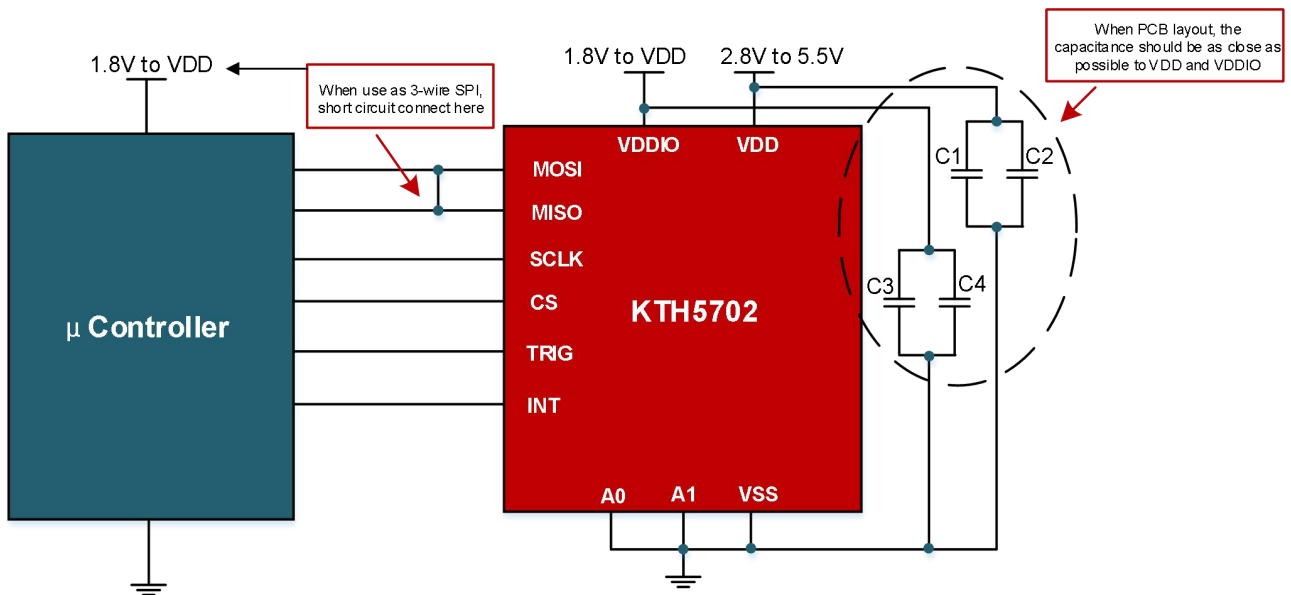 When PCB layout, the
capacitance should be as close as
possible to VDD and VDDIO
1.8V to VDD
1.8V to VDD
2.8V to 5.5V
When use as 3-wire SPI,
short circuit connect here
VDDIO
VDD
MOSI
MISO
SCLK
CS
TRIG
INT
C1
C2
C3
C4
μ Controller
KTH5702
A0
A1
VSS